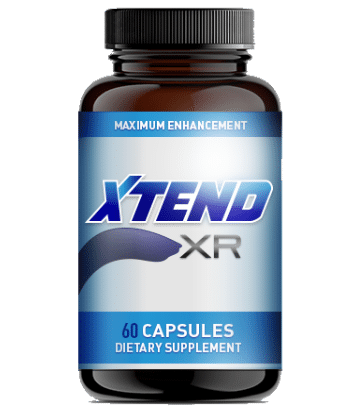 MAXIMUM ENHANCEMENT
XTEND
XR
60 CAPSULES
DIETARY SUPPLEMENT